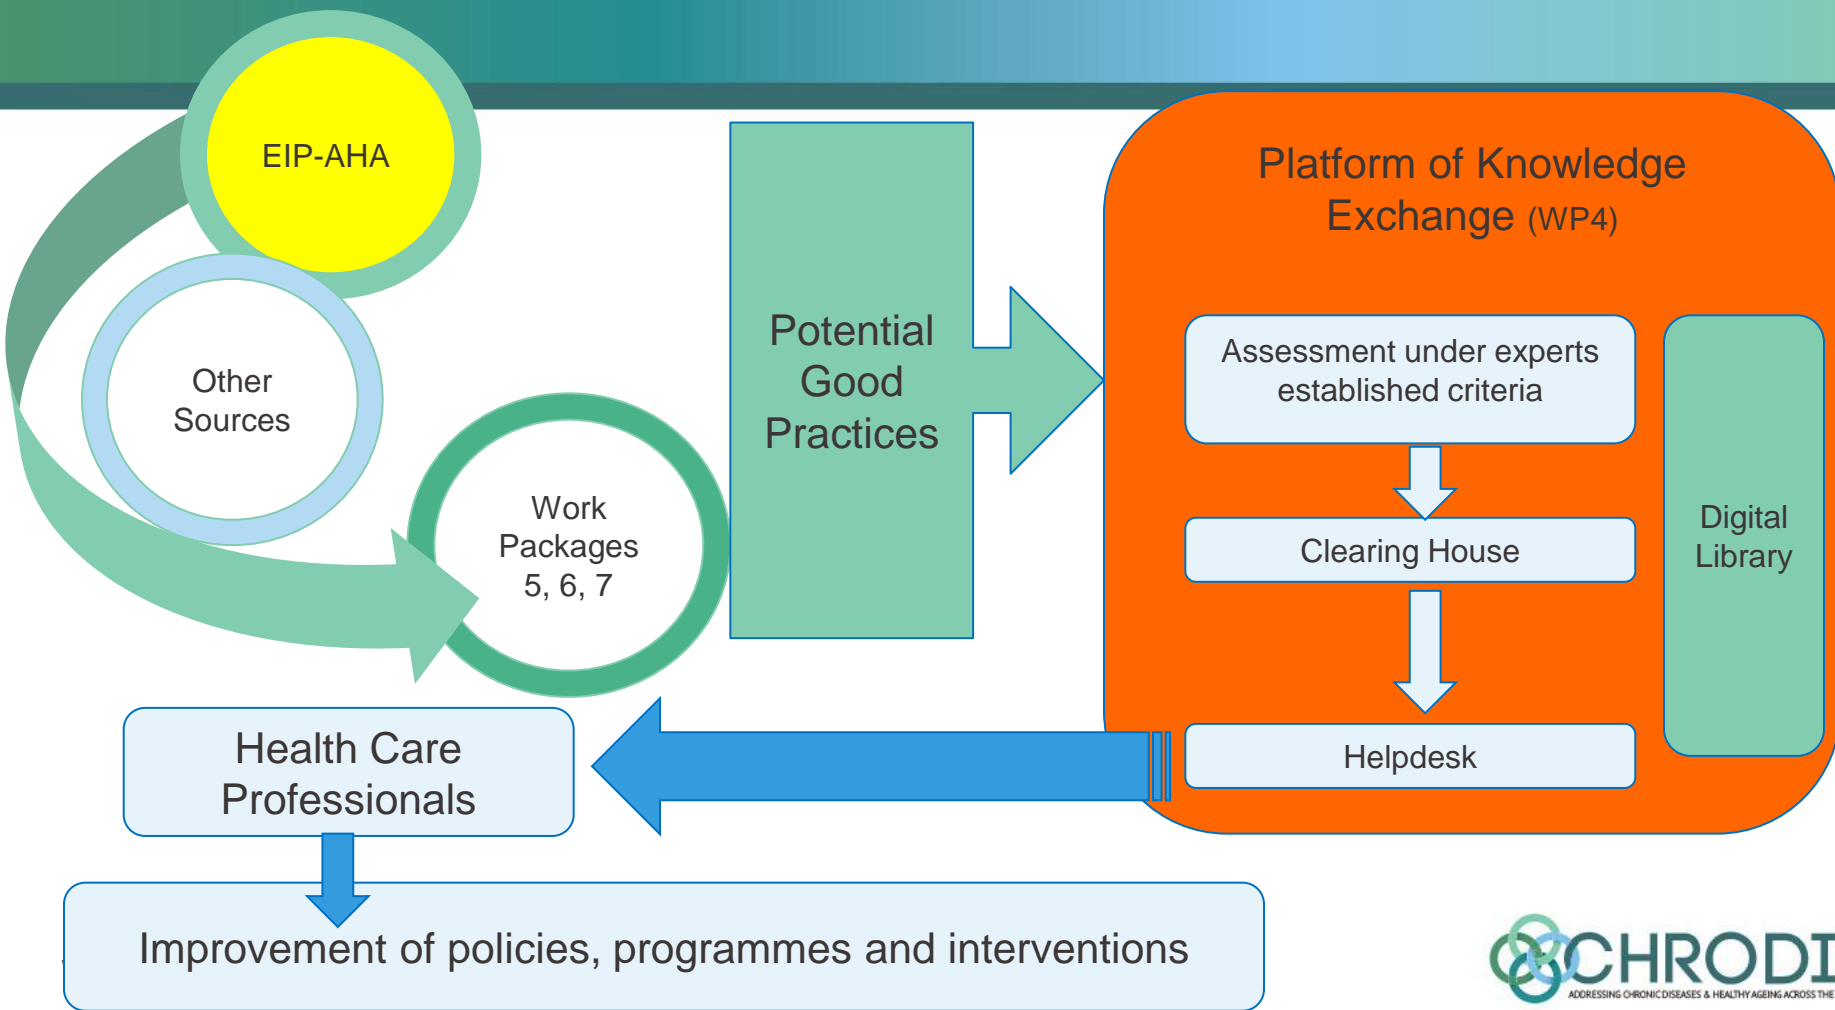 EIP-AHA
Other
Sources
Work
Packages
5, 6, 7
Potential
Good
Practices
Platform of Knowledge
Exchange (WP4)
Assessment under experts
established criteria
Clearing House
Helpdesk
Digital
Library
Health Care
Professionals
Improvement of policies, programmes and interventions
CHRODI
ADDRESSING CHRONIC DISEASES & HEALTHY AGEING ACROSS THE